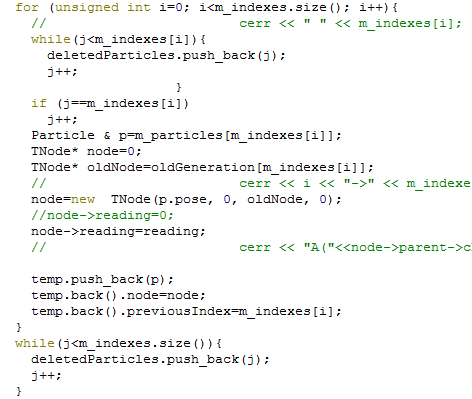 for (unsigned int i=0; i<m_indexes.size(); i++){
// cerr << " " << m_indexes[i];
while(j<m_indexes[i]){
deletedParticles.push_back(j);
j++;
}
if (j==m_indexes[i])
j++;
Particle & p=m_particles[m_indexes[i]];
TNode* node=0;
TNode* oldNode=oldGeneration[m_indexes[i]];
// cerr << i << "->" << m_indexe
node=new TNode(p.pose, 0, oldNode, 0);
//node->reading=0;
node->reading=reading;
// cerr << "A("<<node->parent->c
temp.push_back(p);
temp.back().node=node;
temp.back().previousIndex=m_indexes[i];
}
while(j<m_indexes.size()){
deletedParticles.push_back(j);
j++;
}